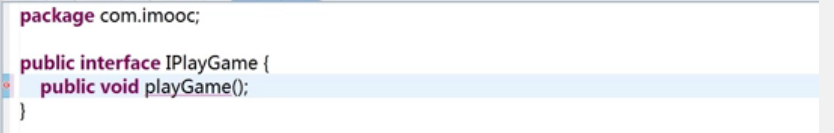 package com.imooc;
public interface IPlayGame {
public void playGame();
}